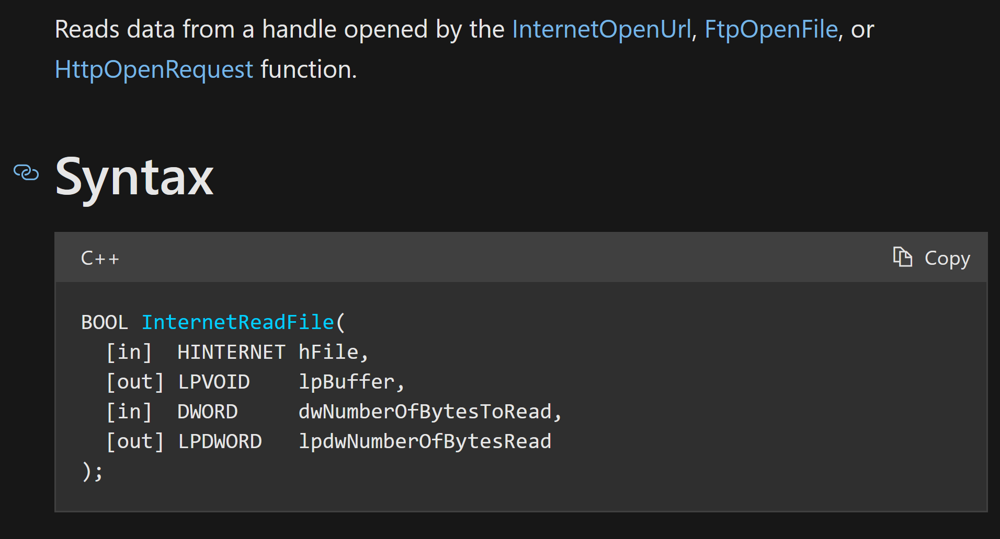 Reads data from a handle opened by the InternetOpenUrl, FtpOpenFile, or
HttpOpenRequest function.
Syntax
C++ Copy
BOOL InternetReadFile(
  [in]  HINTERNET hFile,
  [out] LPVOID    lpBuffer,
  [in]  DWORD     dwNumberOfBytesToRead,
  [out] LPDWORD   lpdwNumberOfBytesRead
);